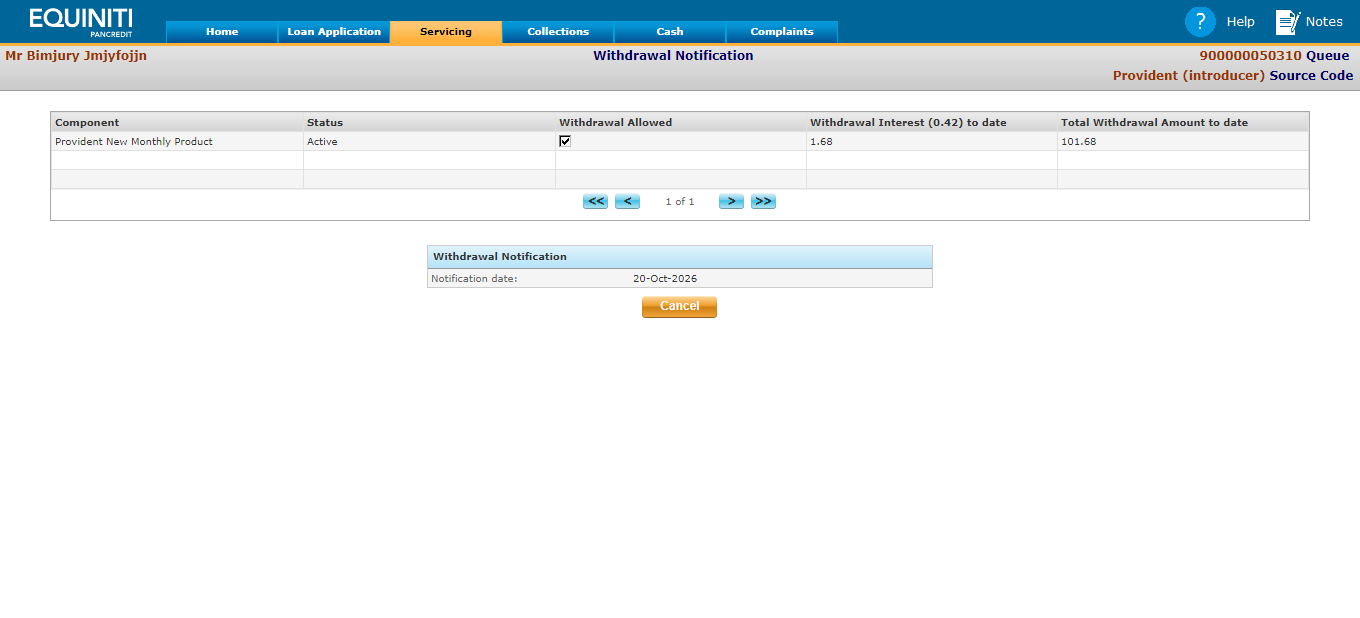 EQUINITI
PANCREDIT
Home Loan Application Servicing Collections Cash Complaints
? Help Notes
Mr Bimjury Jmjyfojjn Withdrawal Notification 900000050310 Queue
Provident (introducer) Source Code
Component Status Withdrawal Allowed Withdrawal Interest (0.42) to date Total Withdrawal Amount to date
Provident New Monthly Product Active 1.68 101.68
<< < 1 of 1 > >>
Withdrawal Notification
Notification date: 20-Oct-2026
Cancel